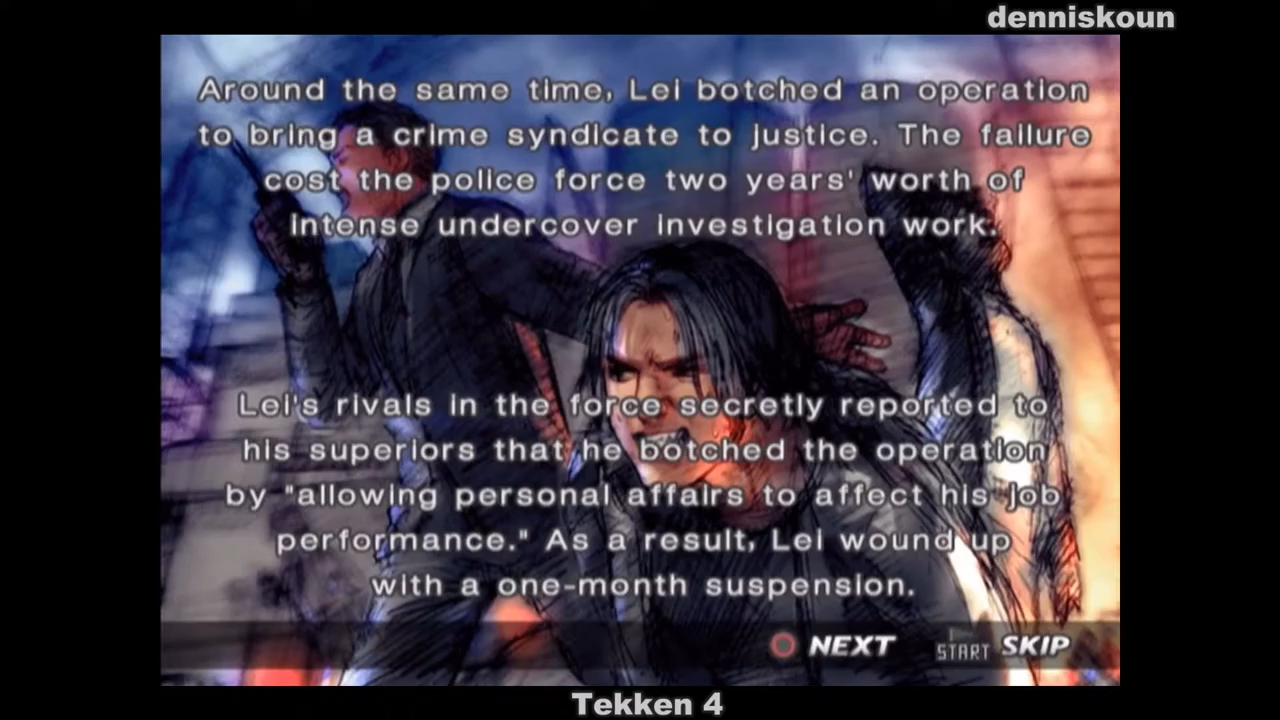 denniskoun
Around the same time, Lei botched an operation
to bring a crime syndicate to justice. The failure
cost the police force two years' worth of
intense undercover investigation work.
Lei's rivals in the force secretly reported to
his superiors that he botched the operation
by "allowing personal affairs to affect his job
performance." As a result, Lei wound up
with a one-month suspension.
NEXT START SKIP
Tekken 4